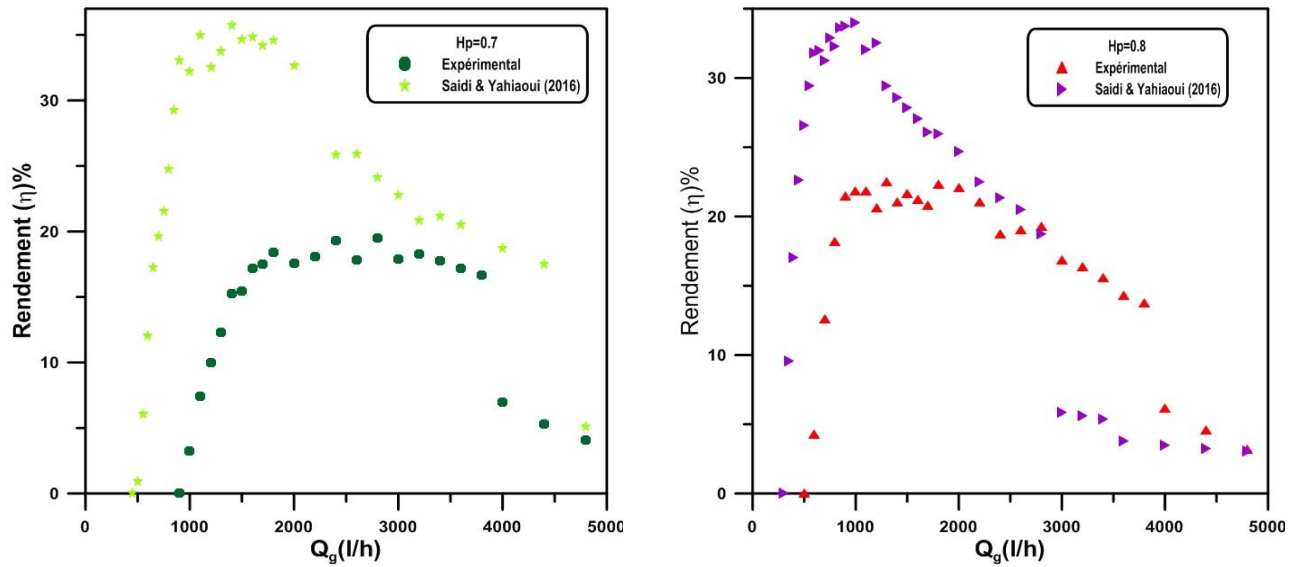 Hp=0.7
Expérimental
Saidi & Yahiaoui (2016)
Rendement (η)%
30
20
10
0
0 1000 2000 3000 4000 5000
Qg(l/h)
Hp=0.8
Expérimental
Saidi & Yahiaoui (2016)
Rendement (η)%
30
20
10
0
0 1000 2000 3000 4000 5000
Qg(l/h)